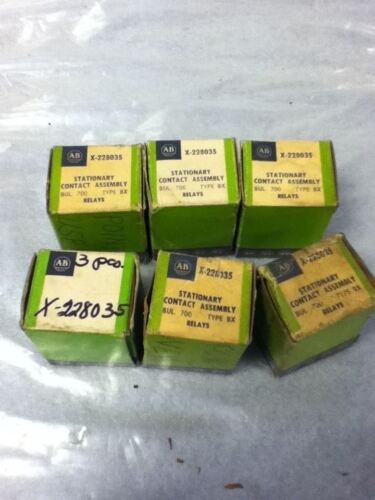 AB
X-228035
STATIONARY
CONTACT ASSEMBLY
BUL 700 TYPE BX
RELAYS
AB
X-228035
STATIONARY
CONTACT ASSEMBLY
BUL 700 TYPE BX
RELAYS
AB
X-228035
STATIONARY
CONTACT ASSEMBLY
BUL 700 TYPE BX
RELAYS
3 pcs.
X-228035
AB
X-228035
STATIONARY
CONTACT ASSEMBLY
BUL 700 TYPE BX
RELAYS
X-228035
STATIONARY
CONTACT ASSEMBLY
BUL 700 TYPE BX
RELAYS